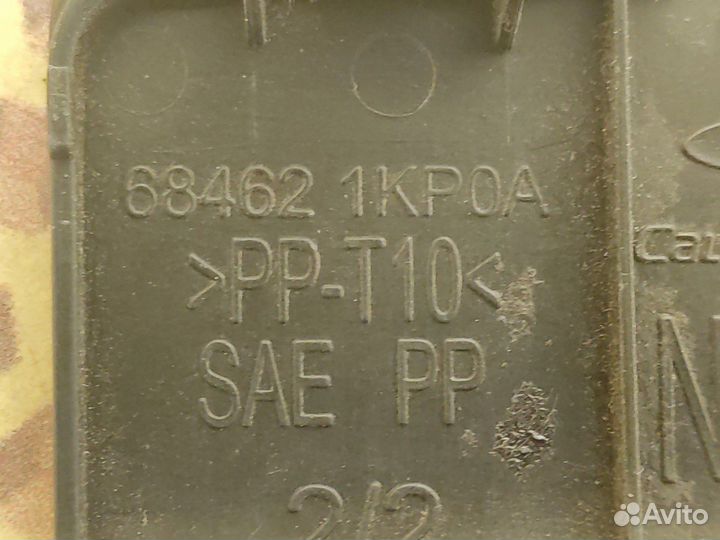 68462 1KP0A
>PP-T10<
SAE PP
2/2
Avito